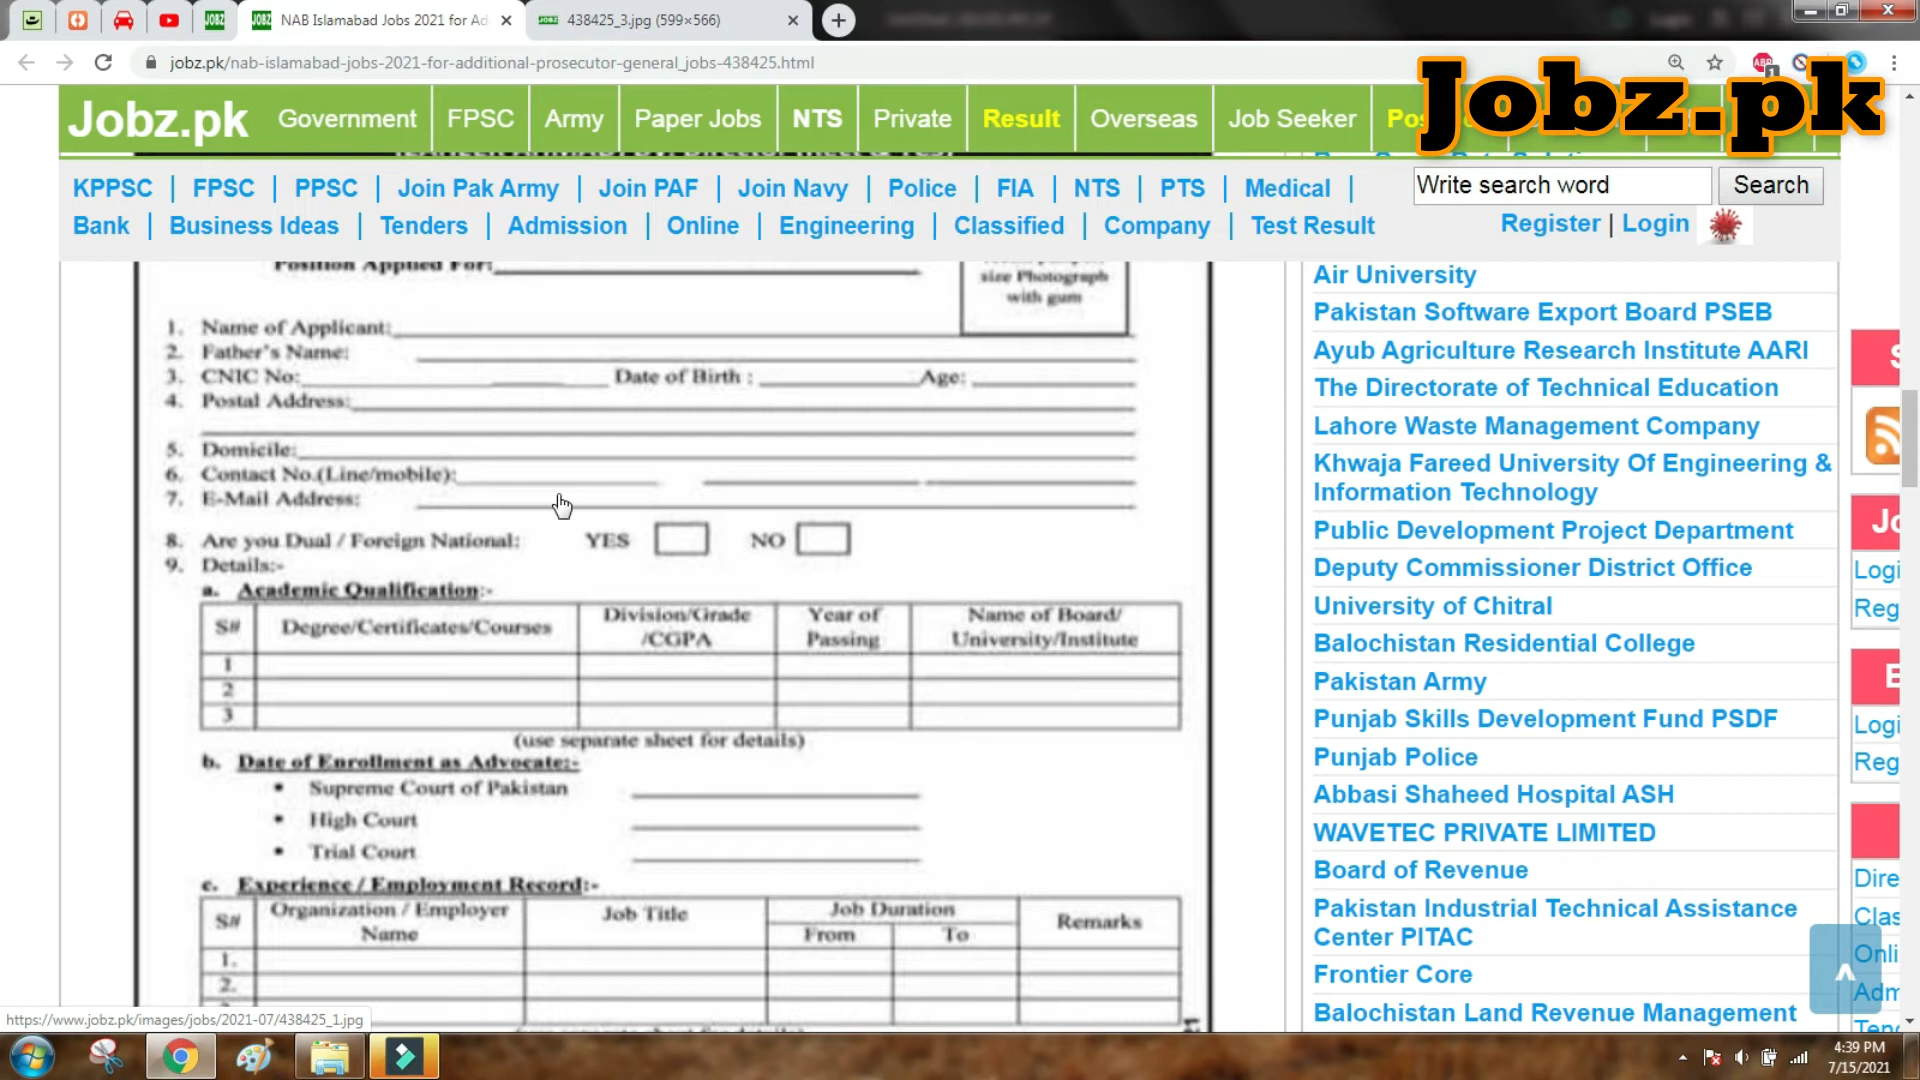 NAB Islamabad Jobs 2021 for Ad
438425_3.jpg (599×566)
jobz.pk/nab-islamabad-jobs-2021-for-additional-prosecutor-general_jobs-438425.html
Jobz.pk
Jobz.pk Government FPSC Army Paper Jobs NTS Private Result Overseas Job Seeker
KPPSC | FPSC | PPSC | Join Pak Army | Join PAF | Join Navy | Police | FIA | NTS | PTS | Medical |
Write search word Search
Bank | Business Ideas | Tenders | Admission | Online | Engineering | Classified | Company | Test Result
Register | Login
Position Applied For:
size Photograph
with gum
1. Name of Applicant:
2. Father's Name:
3. CNIC No: Date of Birth : Age:
4. Postal Address:
5. Domicile:
6. Contact No.(Line/mobile):
7. E-Mail Address:
8. Are you Dual / Foreign National: YES NO
9. Details:-
a. Academic Qualification:-
S# Degree/Certificates/Courses Division/Grade /CGPA Year of Passing Name of Board/ University/Institute
1
2
3
(use separate sheet for details)
b. Date of Enrollment as Advocate:-
• Supreme Court of Pakistan
• High Court
• Trial Court
c. Experience / Employment Record:-
S# Organization / Employer Name Job Title Job Duration From To Remarks
1.
2.
Air University
Pakistan Software Export Board PSEB
Ayub Agriculture Research Institute AARI
The Directorate of Technical Education
Lahore Waste Management Company
Khwaja Fareed University Of Engineering &
Information Technology
Public Development Project Department
Deputy Commissioner District Office
University of Chitral
Balochistan Residential College
Pakistan Army
Punjab Skills Development Fund PSDF
Punjab Police
Abbasi Shaheed Hospital ASH
WAVETEC PRIVATE LIMITED
Board of Revenue
Pakistan Industrial Technical Assistance
Center PITAC
Frontier Core
Balochistan Land Revenue Management
https://www.jobz.pk/images/jobs/2021-07/438425_1.jpg
4:39 PM
7/15/2021